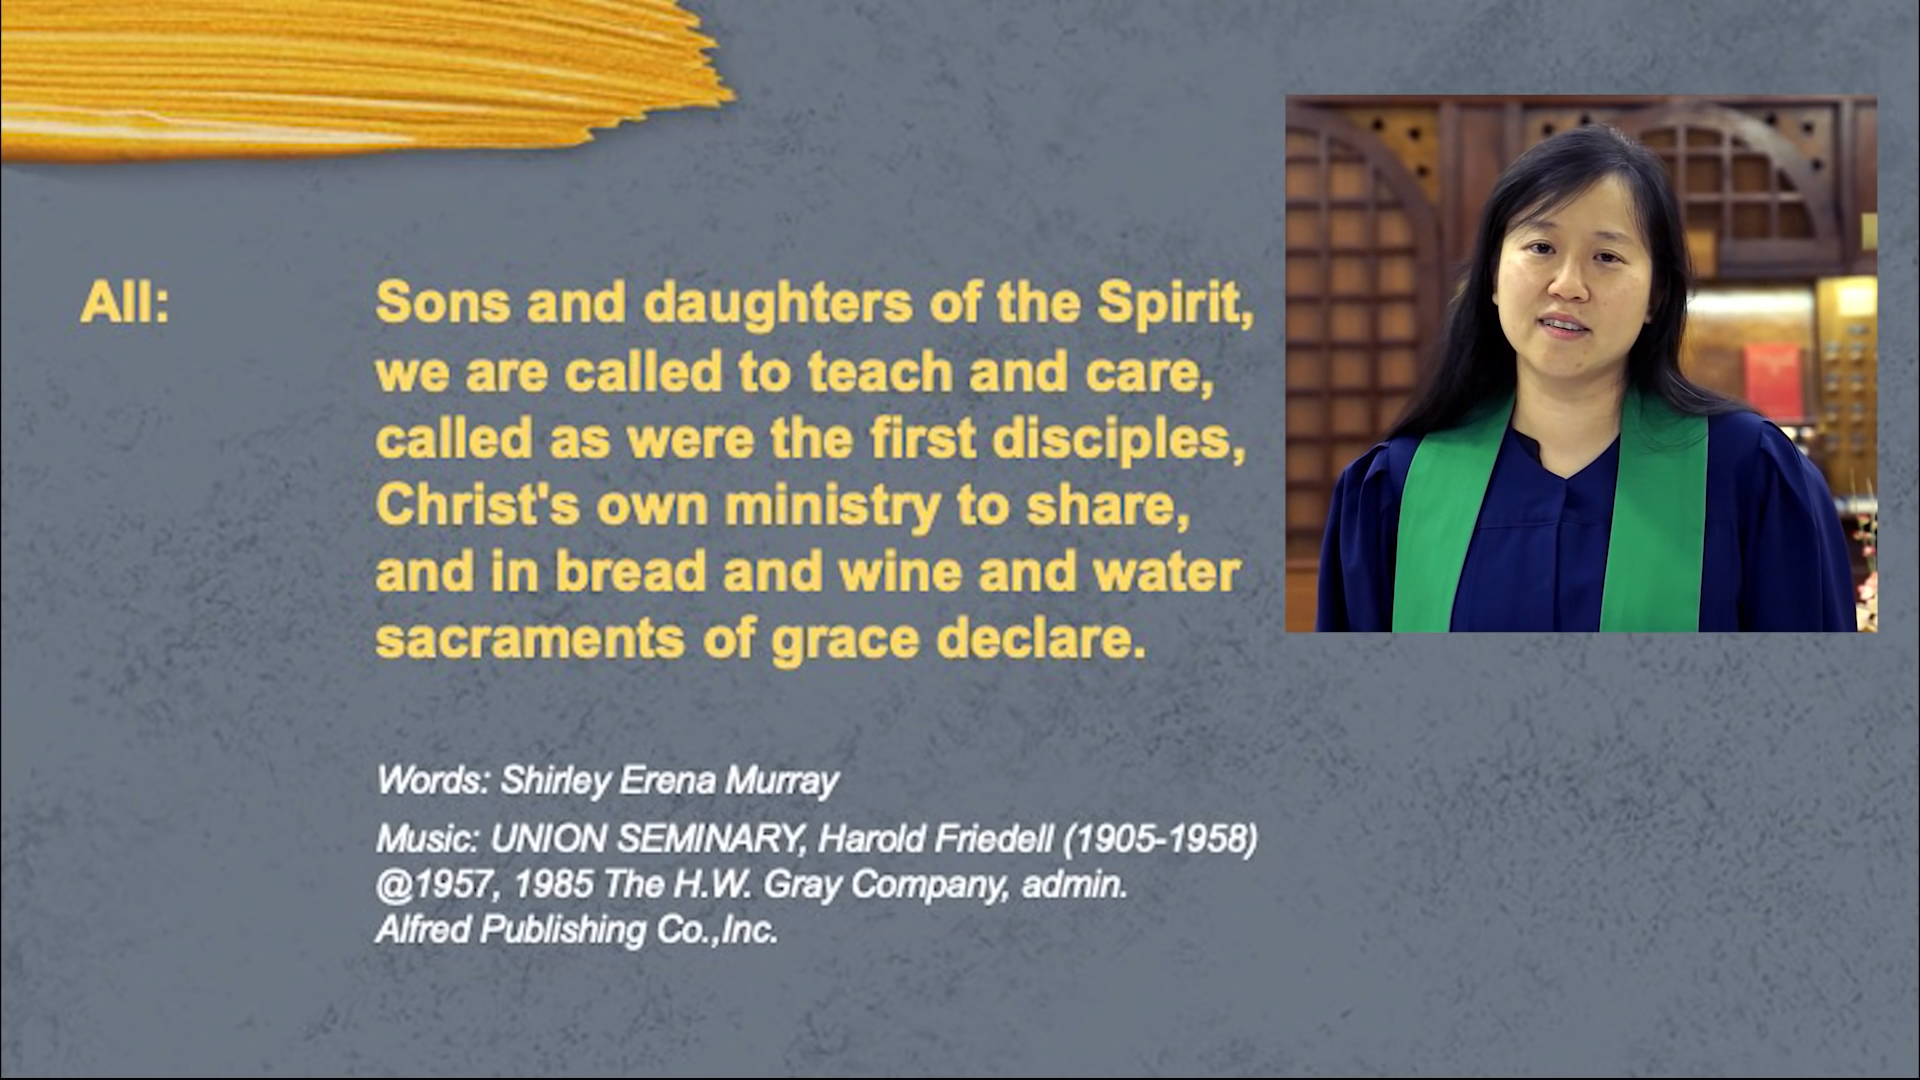 All:
Sons and daughters of the Spirit,
we are called to teach and care,
called as were the first disciples,
Christ's own ministry to share,
and in bread and wine and water
sacraments of grace declare.
Words: Shirley Erena Murray
Music: UNION SEMINARY, Harold Friedell (1905-1958)
@1957, 1985 The H.W. Gray Company, admin.
Alfred Publishing Co.,Inc.